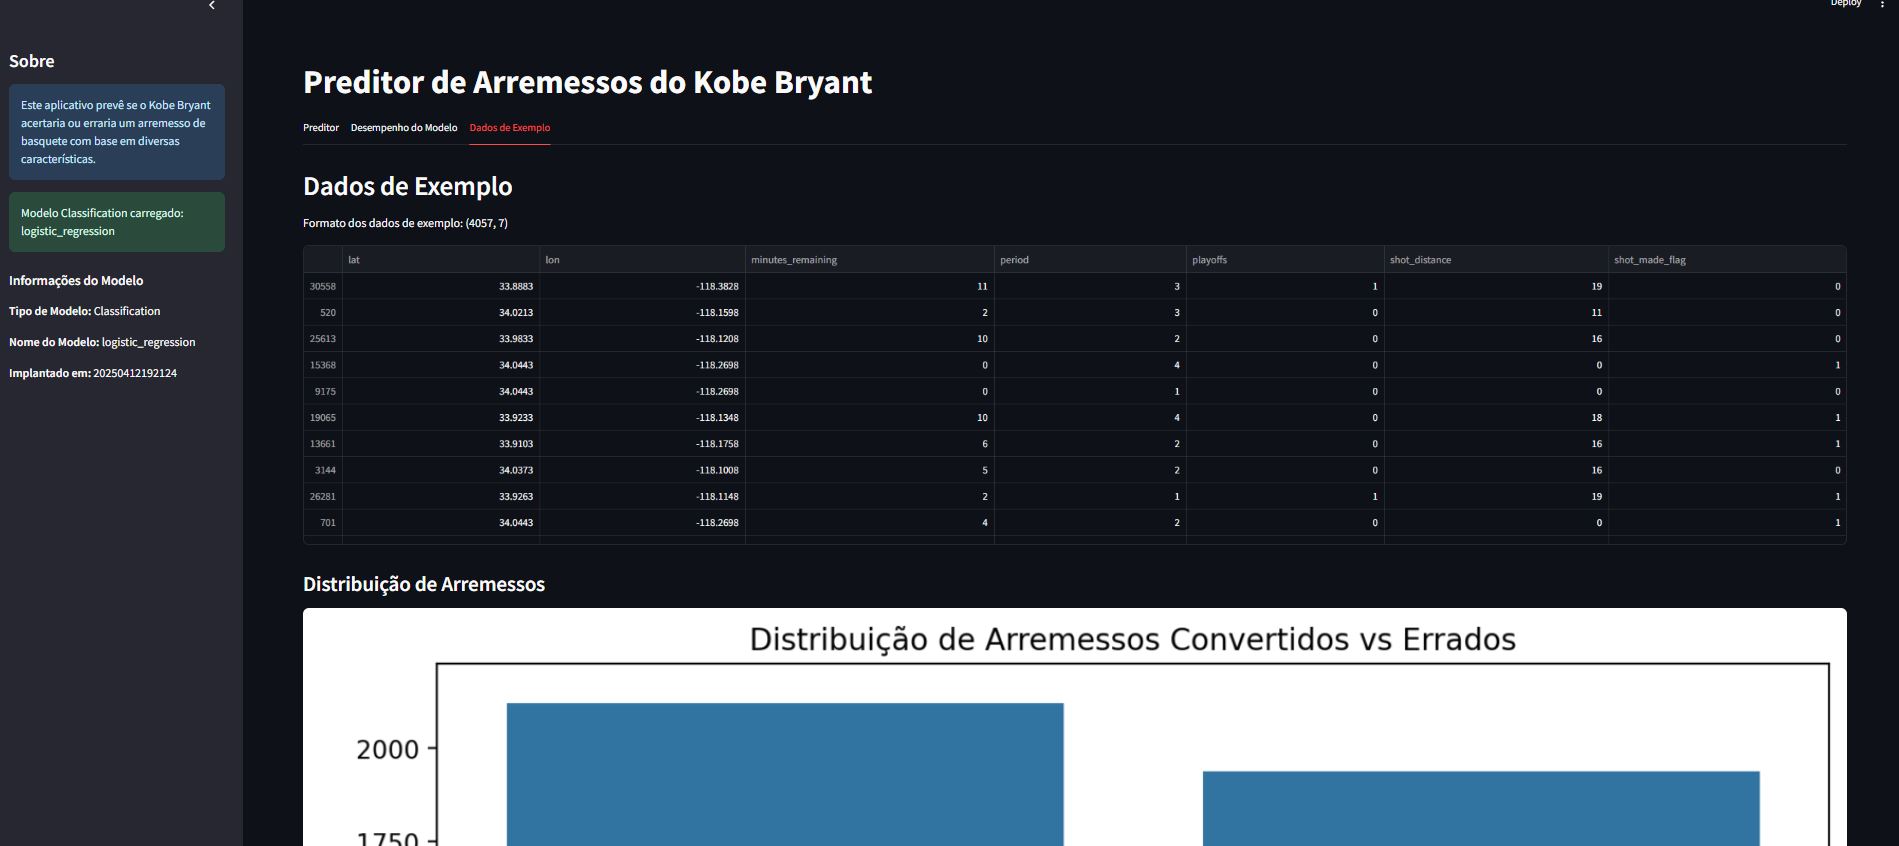 Deploy
Sobre
Este aplicativo prevê se o Kobe Bryant
acertaria ou erraria um arremesso de
basquete com base em diversas
características.
Modelo Classification carregado:
logistic_regression
Informações do Modelo
Tipo de Modelo: Classification
Nome do Modelo: logistic_regression
Implantado em: 20250412192124
Preditor de Arremessos do Kobe Bryant
Preditor Desempenho do Modelo Dados de Exemplo
Dados de Exemplo
Formato dos dados de exemplo: (4057, 7)
lat lon minutes_remaining period playoffs shot_distance shot_made_flag
30558 33.8883 -118.3828 11 3 1 19 0
520 34.0213 -118.1598 2 3 0 11 0
25613 33.9833 -118.1208 10 2 0 16 0
15368 34.0443 -118.2698 0 4 0 0 1
9175 34.0443 -118.2698 0 1 0 0 0
19065 33.9233 -118.1348 10 4 0 18 1
13661 33.9103 -118.1758 6 2 0 16 1
3144 34.0373 -118.1008 5 2 0 16 0
26281 33.9263 -118.1148 2 1 1 19 1
701 34.0443 -118.2698 4 2 0 0 1
Distribuição de Arremessos
Distribuição de Arremessos Convertidos vs Errados
2000
1750